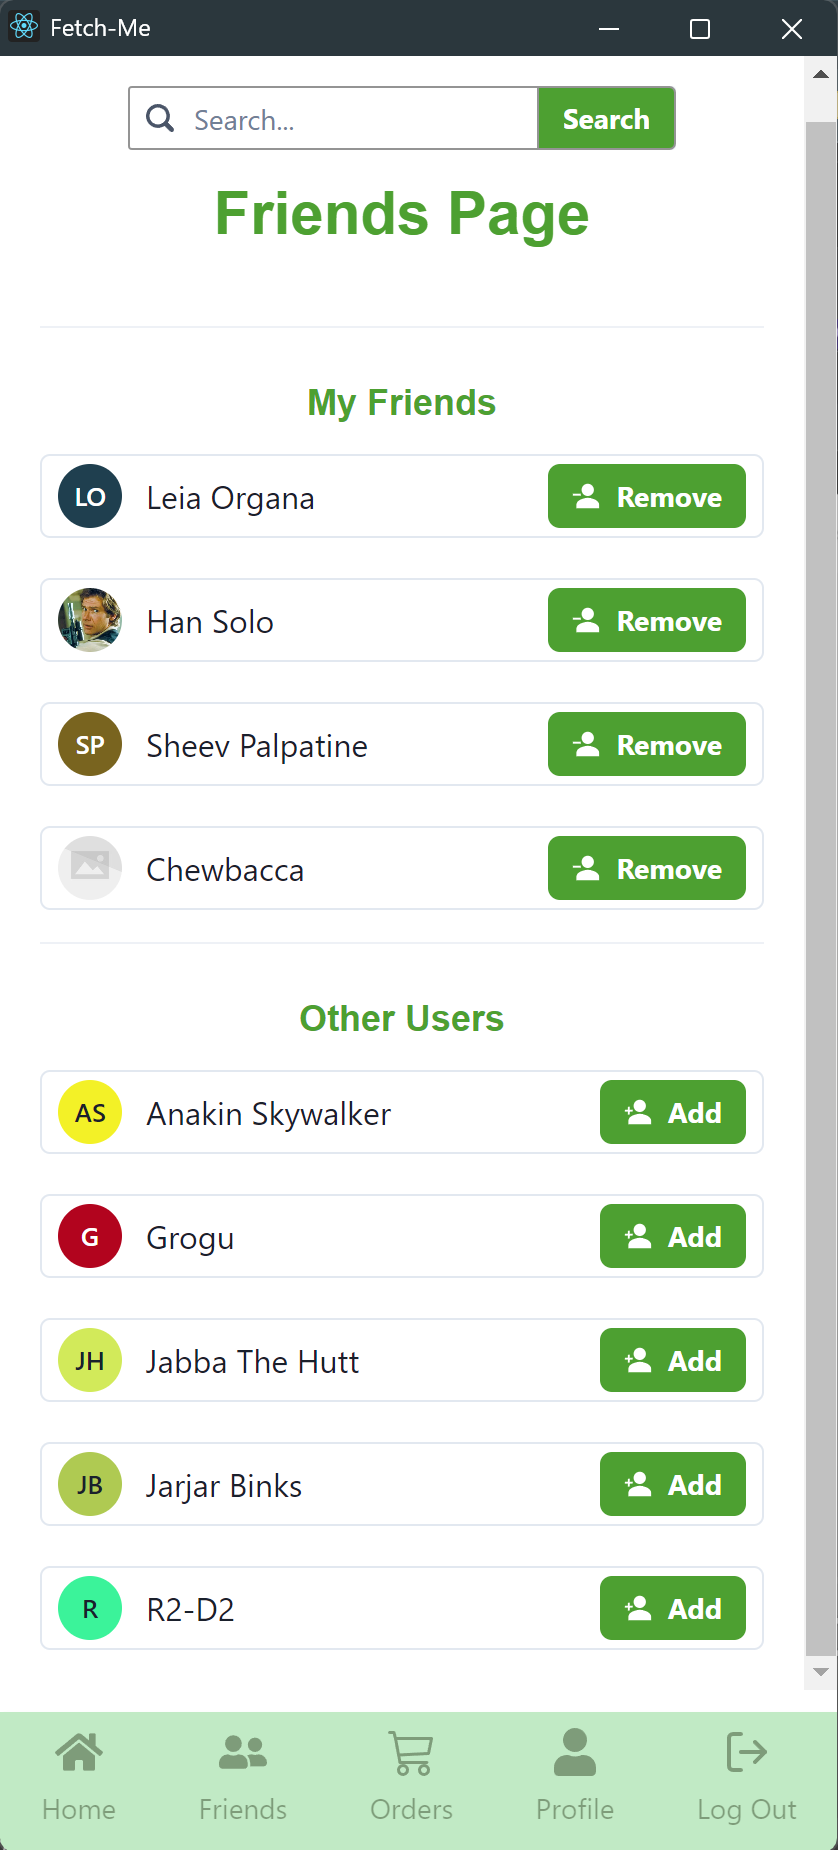 Fetch-Me
Search...
Search
Friends Page
My Friends
LO Leia Organa Remove
Han Solo Remove
SP Sheev Palpatine Remove
Chewbacca Remove
Other Users
AS Anakin Skywalker Add
G Grogu Add
JH Jabba The Hutt Add
JB Jarjar Binks Add
R R2-D2 Add
Home Friends Orders Profile Log Out